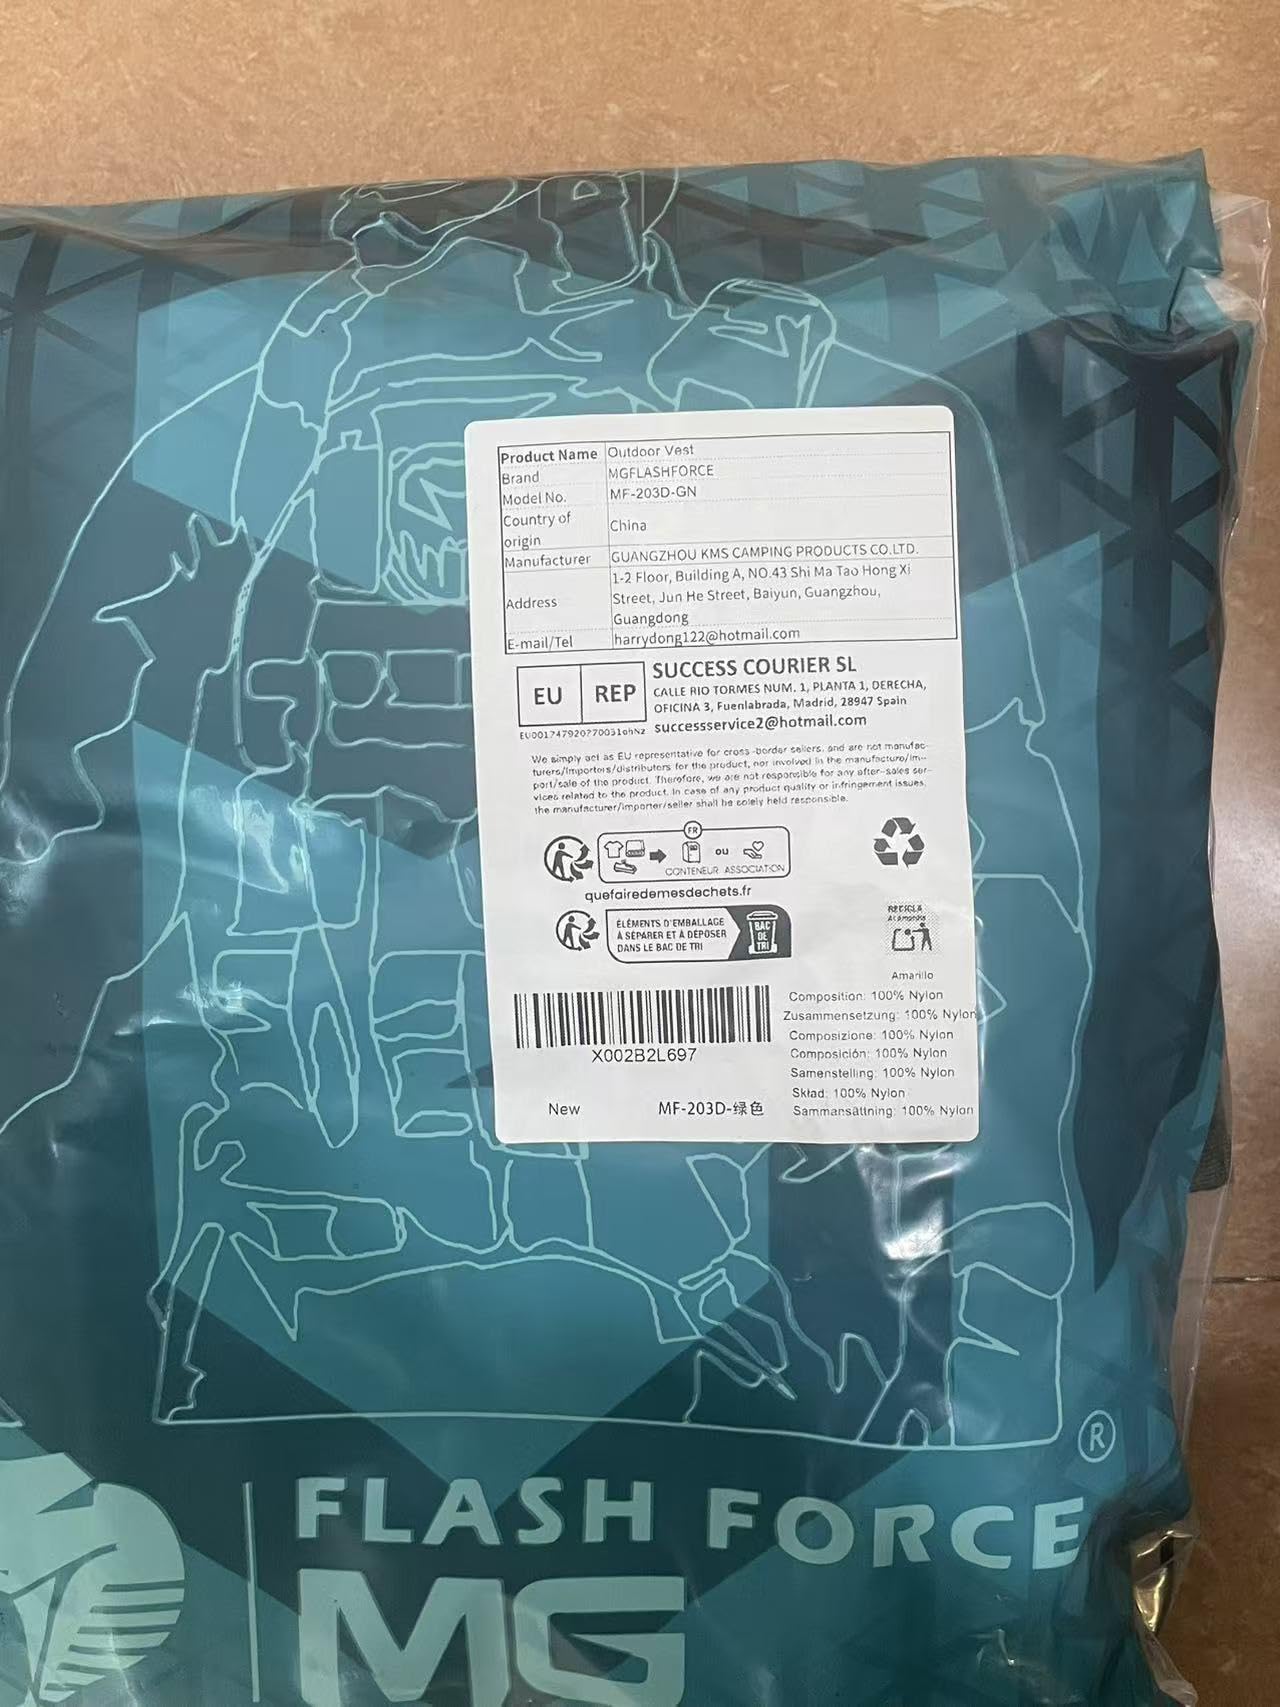 Product Name Outdoor Vest
Brand MGFLASHFORCE
Model No. MF-203D-GN
Country of origin China
Manufacturer GUANGZHOU KMS CAMPING PRODUCTS CO.LTD.
Address 1-2 Floor, Building A, NO.43 Shi Ma Tao Hong Xi
Street, Jun He Street, Baiyun, Guangzhou,
Guangdong
E-mail/Tel harrydong122@hotmail.com
EU REP
SUCCESS COURIER SL
CALLE RIO TORMES NUM. 1, PLANTA 1, DERECHA,
OFICINA 3, Fuenlabrada, Madrid, 28947 Spain
successservice2@hotmail.com
We simply act as EU representative for cross-border sellers, and are not manufac-
turers/importers/distributors for the product, nor involved in the manufacture/im-
port/sale of the product. Therefore, we are not responsible for any after-sales ser-
vices related to the product. In case of any product quality or infringement issues,
the manufacturer/importer/seller shall be solely held responsible.
FR
ou
CONTENEUR ASSOCIATION
quefairedemesdechets.fr
ÉLÉMENTS D'EMBALLAGE
À SÉPARER ET À DÉPOSER
DANS LE BAC DE TRI
BAC
DE
TRI
RECICLA
Amarillo
X002B2L697
New MF-203D-绿色
Composition: 100% Nylon
Zusammensetzung: 100% Nylon
Composizione: 100% Nylon
Composición: 100% Nylon
Samenstelling: 100% Nylon
Skład: 100% Nylon
Sammansättning: 100% Nylon
®
FLASH FORCE
MG